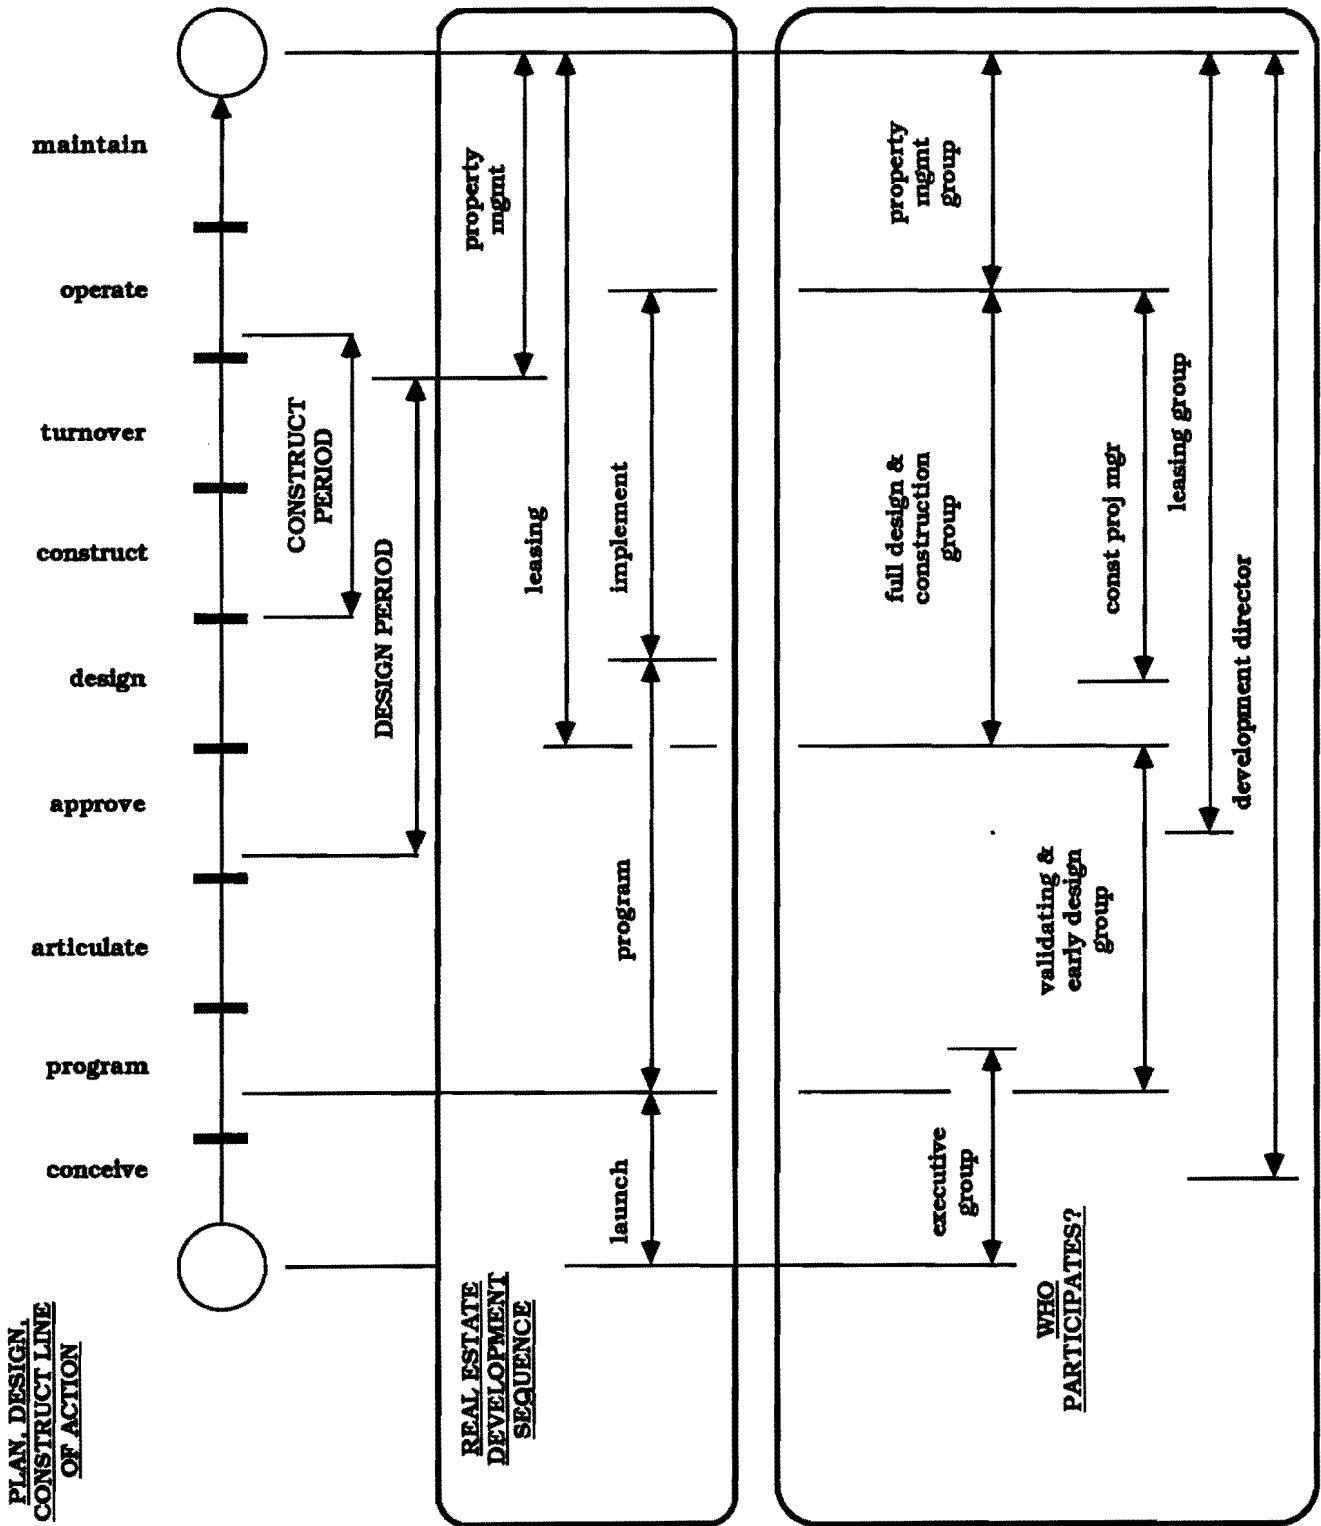 PLAN, DESIGN,
CONSTRUCT LINE
OF ACTION
maintain
operate
turnover
construct
design
approve
articulate
program
conceive
CONSTRUCT
PERIOD
DESIGN PERIOD
REAL ESTATE
DEVELOPMENT
SEQUENCE
property
mgmt
leasing
implement
program
launch
WHO
PARTICIPATES?
property
mgmt
group
full design &
construction
group
executive
group
validating &
early design
group
const proj mgr
leasing group
development director